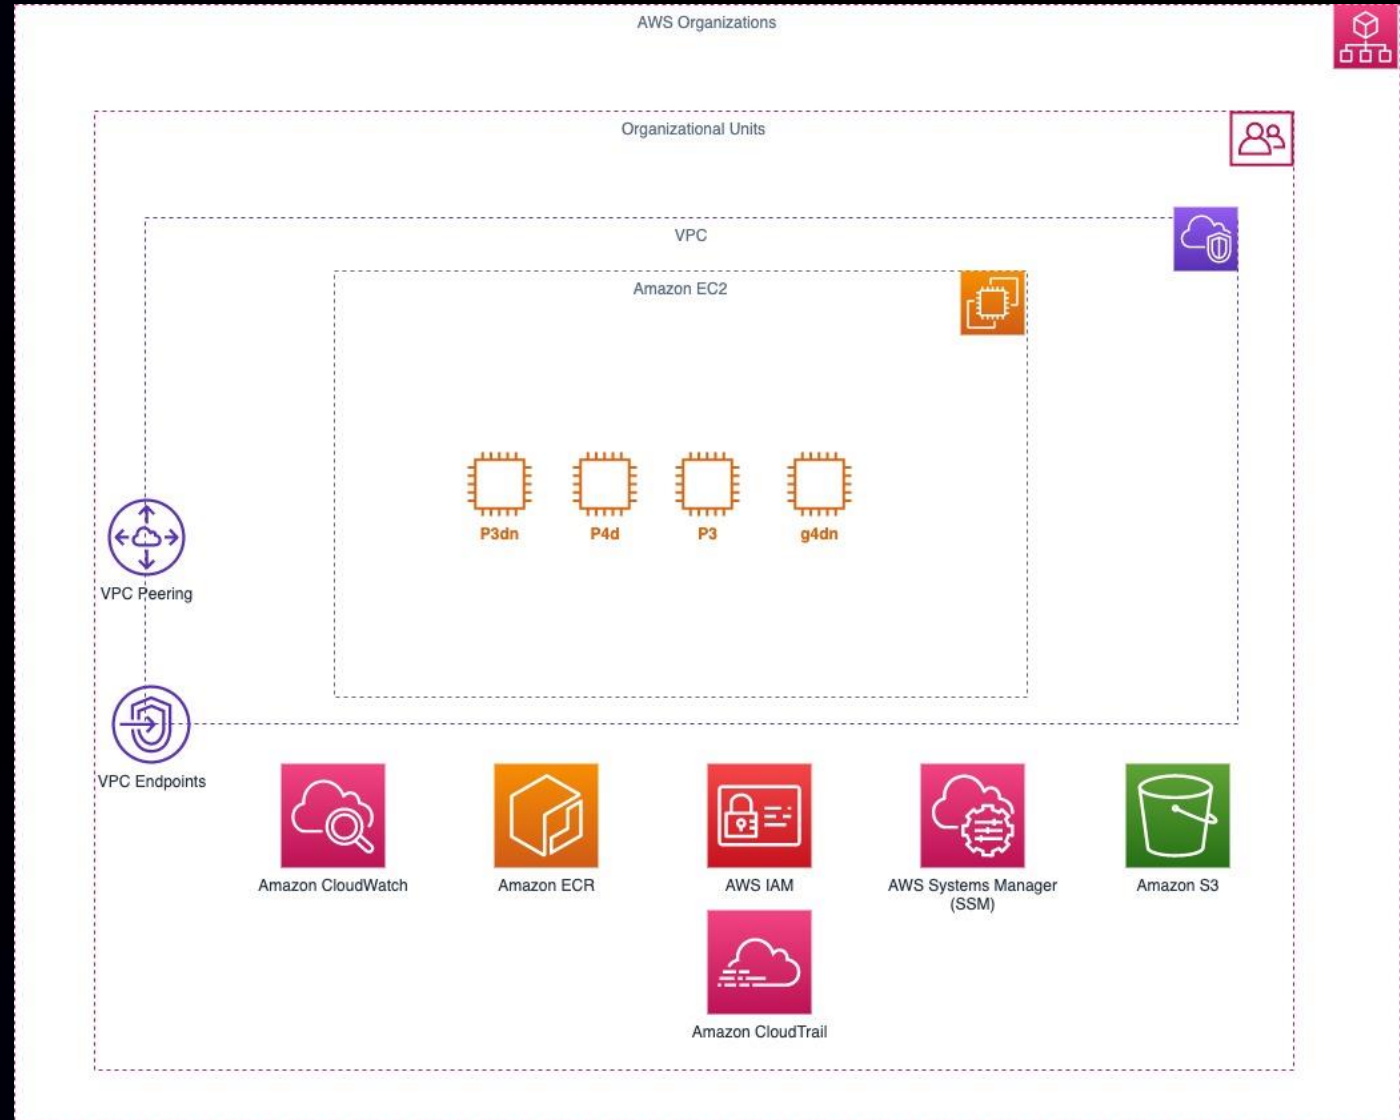 AWS Organizations
Organizational Units
VPC
Amazon EC2
P3dn
P4d
P3
g4dn
VPC Peering
VPC Endpoints
Amazon CloudWatch
Amazon ECR
AWS IAM
AWS Systems Manager
(SSM)
Amazon S3
Amazon CloudTrail